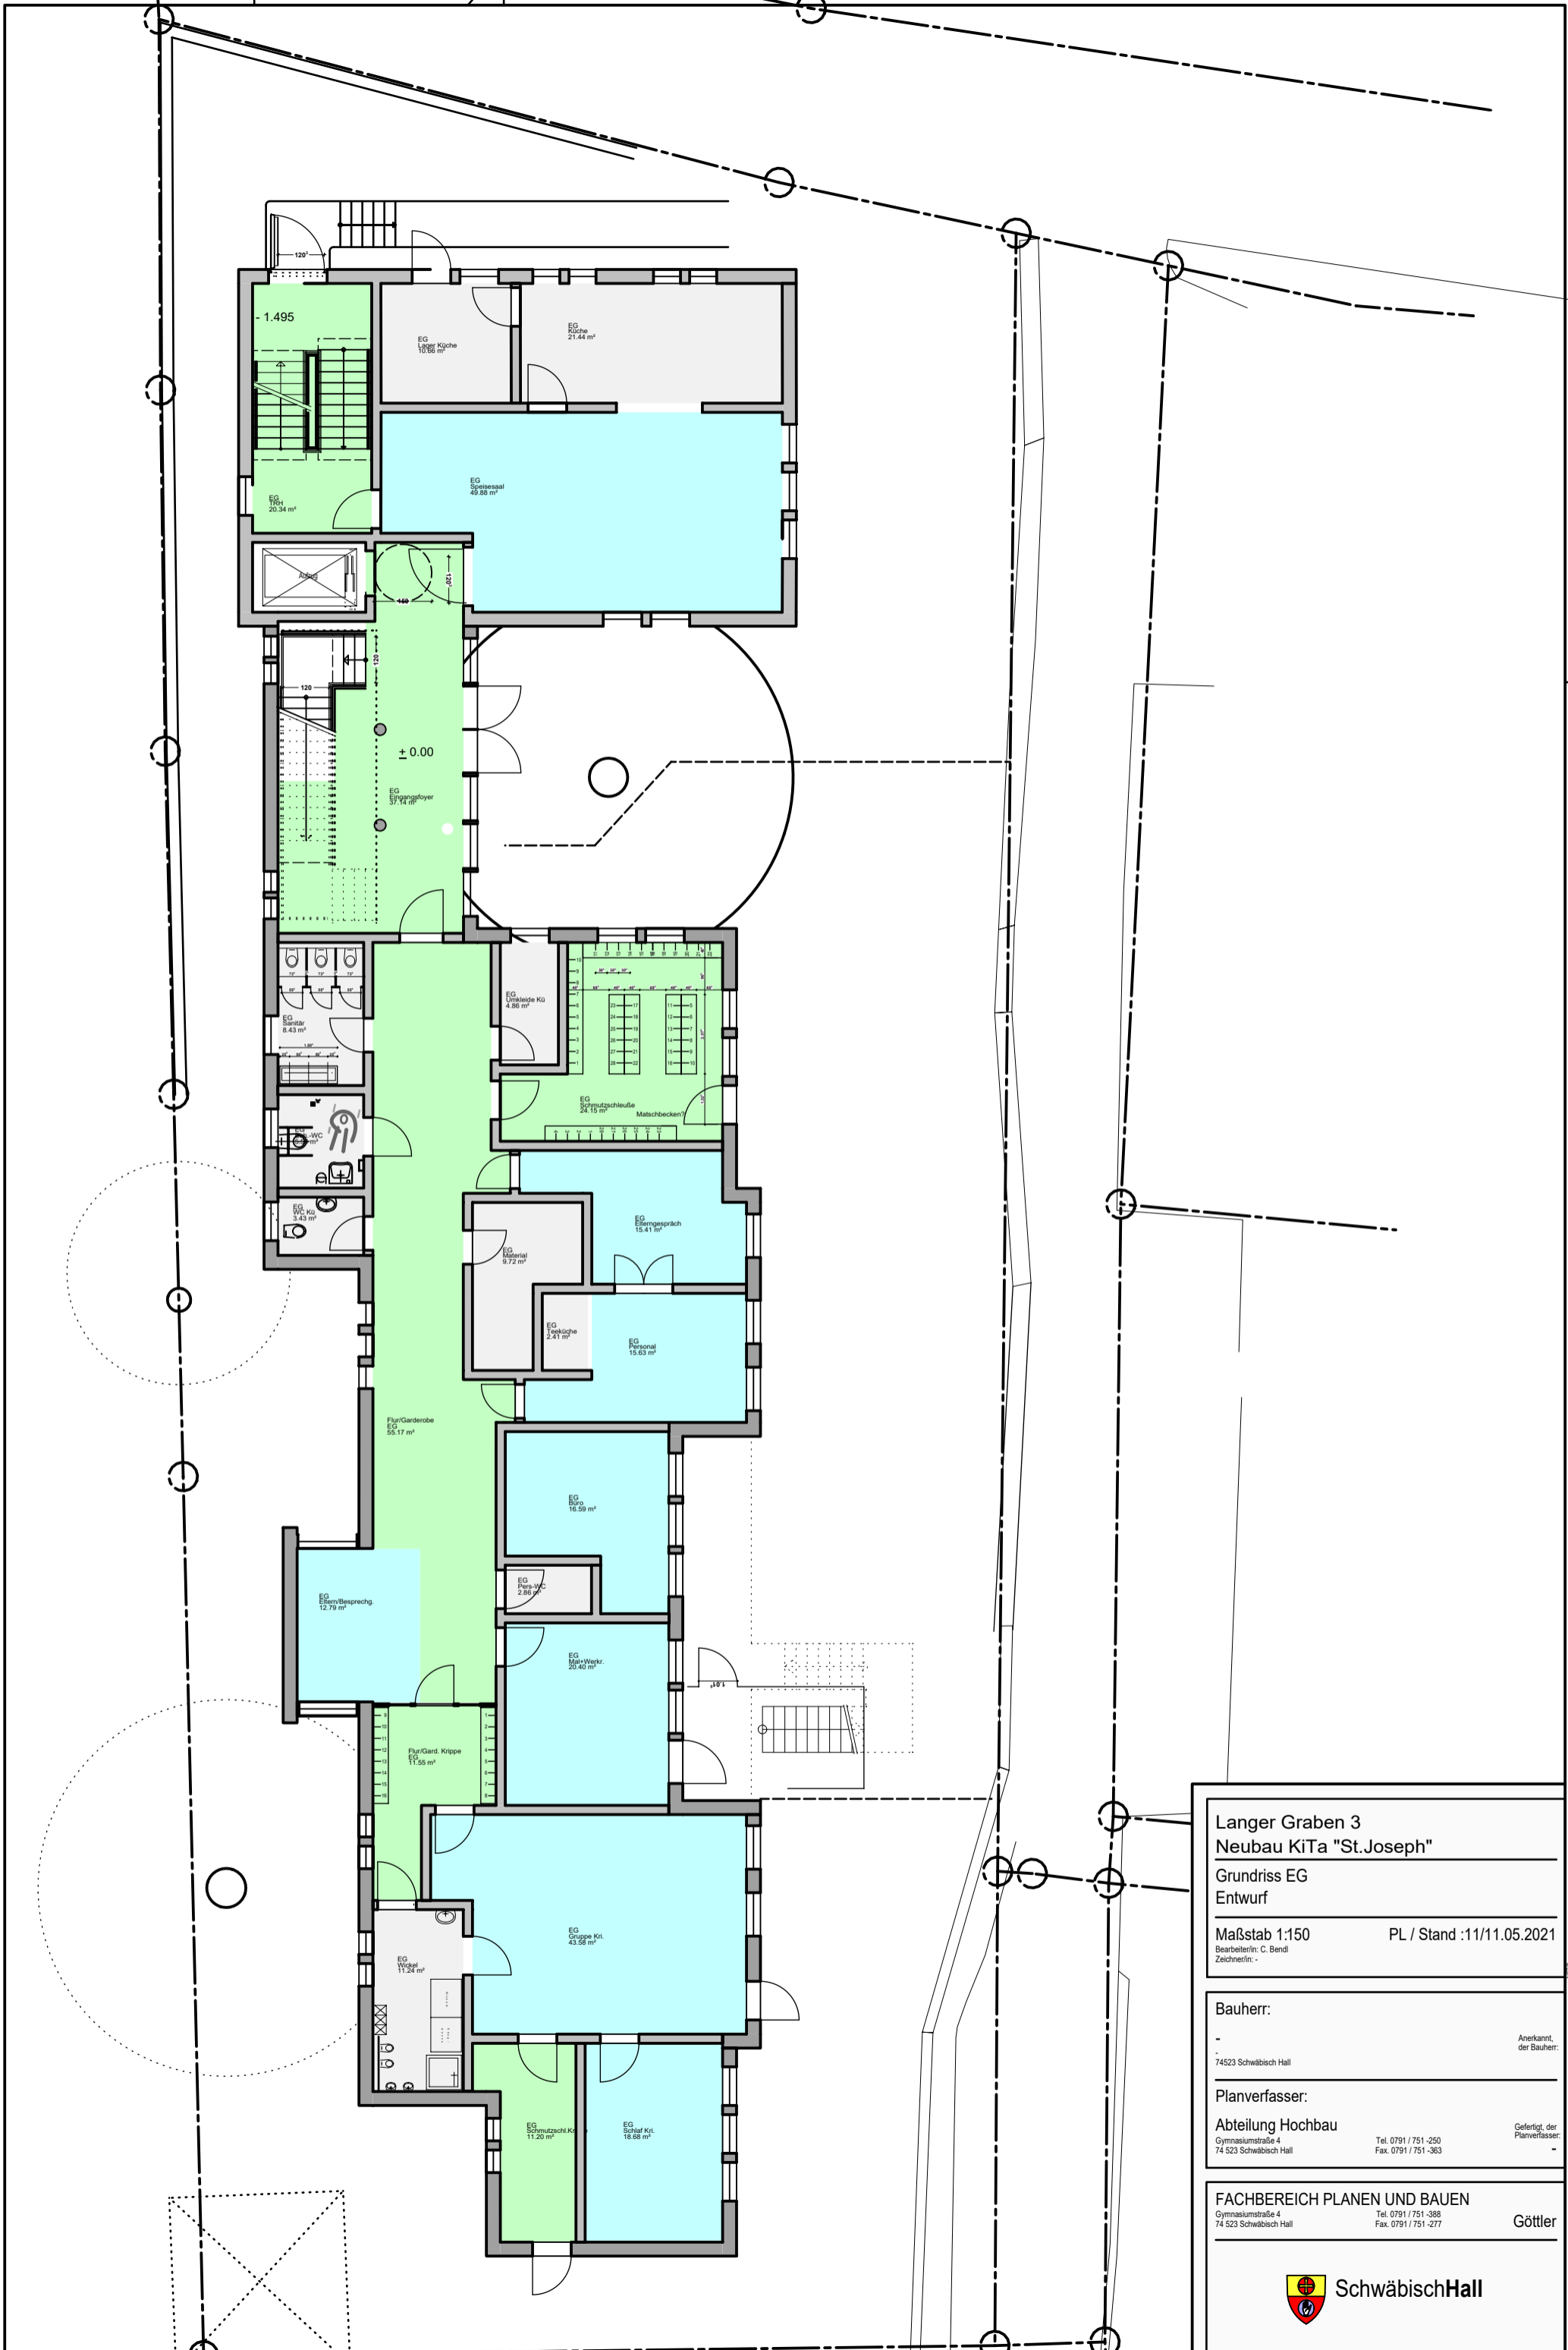 120⁵
- 1.495
EG
Lager Küche
10.66 m²
EG
Küche
21.44 m²
EG
Speisesaal
49.88 m²
EG
TRH
20.34 m²
Aufzug
150
120⁵
120
120
± 0.00
EG
Eingangsfoyer
37.14 m²
EG
Umkleide Kü
4.86 m²
EG
Sanitär
8.43 m²
EG
Schmutzschleuße
24.15 m²
Matschbecken?
EG
WC Kü
3.43 m²
EG
Elterngespräch
15.41 m²
EG
Material
9.72 m²
EG
Teeküche
2.41 m²
EG
Personal
15.63 m²
Flur/Garderobe
EG
55.17 m²
EG
Büro
16.59 m²
EG
Pers-WC
2.86 m²
EG
Eltern/Besprechg.
12.79 m²
EG
Mal+Werkr.
20.40 m²
1.01⁵
Flur/Gard. Krippe
EG
11.55 m²
EG
Gruppe Kri.
43.58 m²
EG
Wickel
11.24 m²
EG
Schmutzschl.Kr
11.20 m²
EG
Schlaf Kri.
18.68 m²
Langer Graben 3
Neubau KiTa "St.Joseph"
Grundriss EG
Entwurf
Maßstab 1:150 PL / Stand :11/11.05.2021
Bearbeiter/in: C. Bendl
Zeichner/in: -
Bauherr:
-
-
74523 Schwäbisch Hall
Anerkannt,
der Bauherr:
Planverfasser:
Abteilung Hochbau
Gymnasiumstraße 4 Tel. 0791 / 751 -250
74 523 Schwäbisch Hall Fax. 0791 / 751 -363
Gefertigt, der
Planverfasser:
-
FACHBEREICH PLANEN UND BAUEN
Gymnasiumstraße 4 Tel. 0791 / 751 -388
74 523 Schwäbisch Hall Fax. 0791 / 751 -277
Göttler
SchwäbischHall